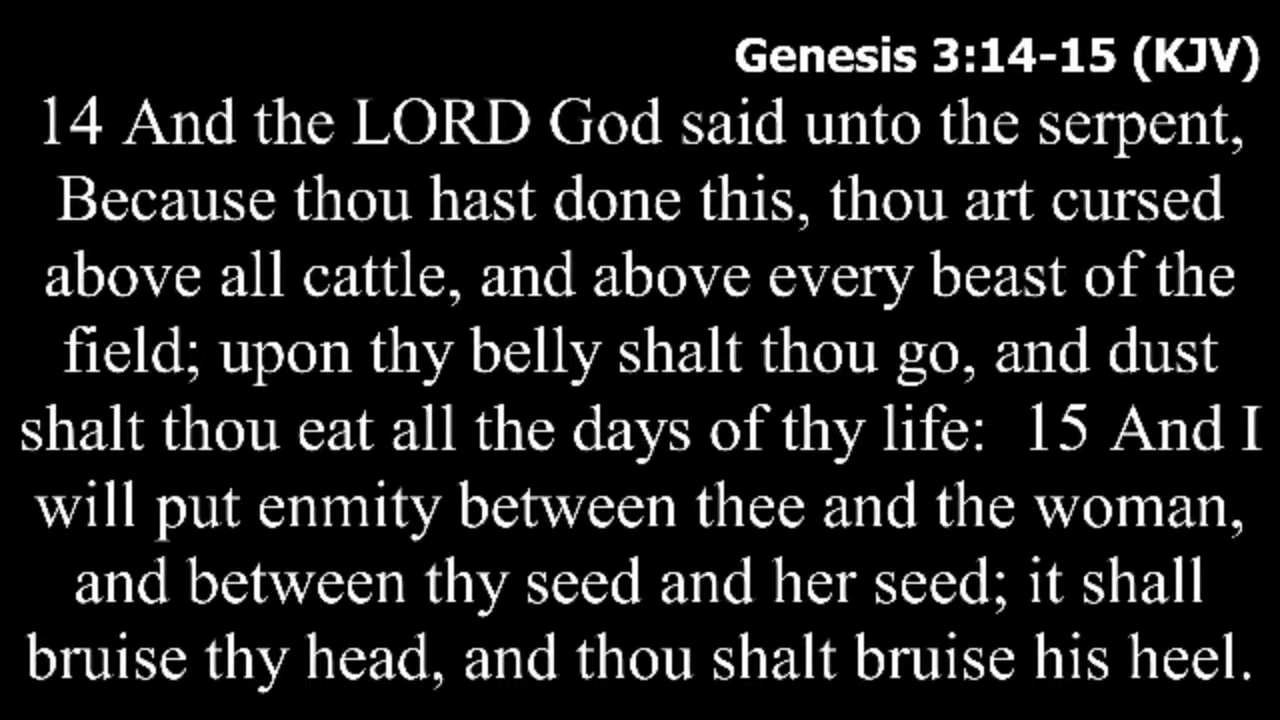 Genesis 3:14-15 (KJV)
14 And the LORD God said unto the serpent,
Because thou hast done this, thou art cursed
above all cattle, and above every beast of the
field; upon thy belly shalt thou go, and dust
shalt thou eat all the days of thy life:  15 And I
will put enmity between thee and the woman,
and between thy seed and her seed; it shall
bruise thy head, and thou shalt bruise his heel.